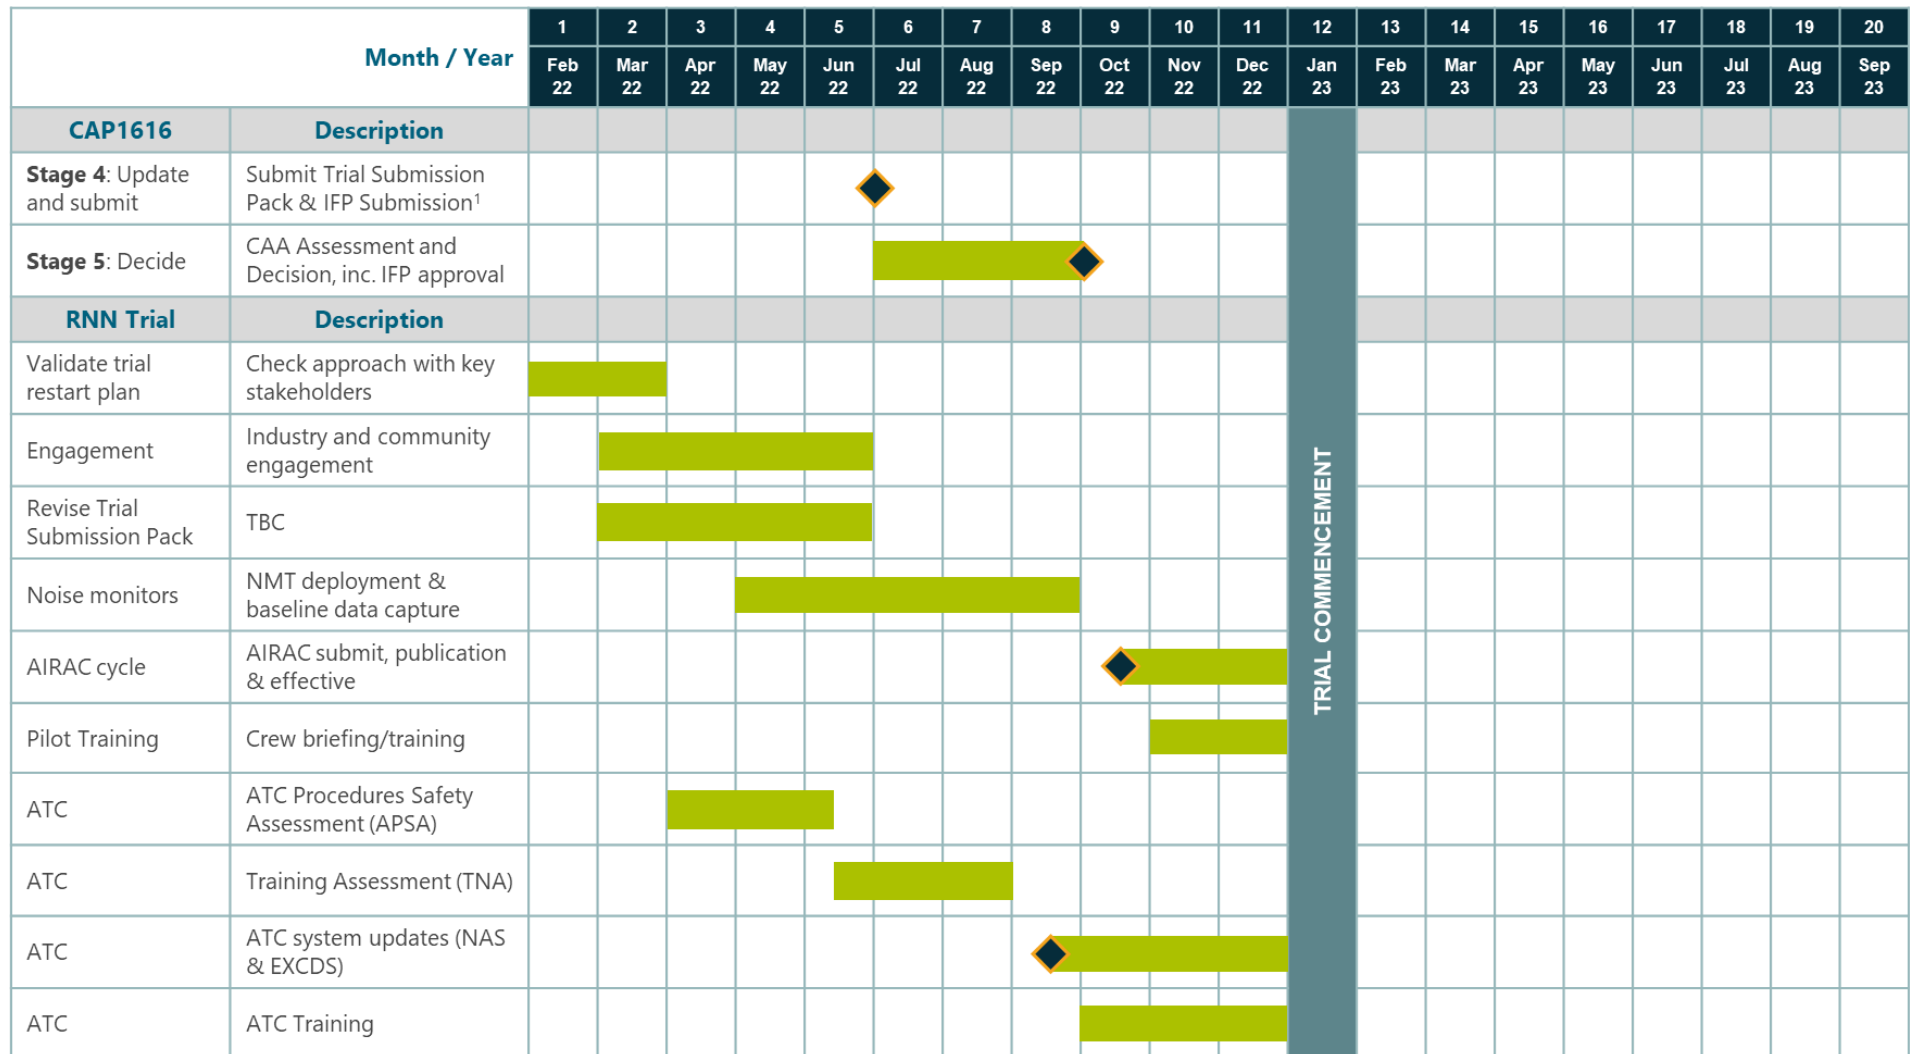 Month / Year
1 2 3 4 5 6 7 8 9 10 11 12 13 14 15 16 17 18 19 20
Feb Mar Apr May Jun Jul Aug Sep Oct Nov Dec Jan Feb Mar Apr May Jun Jul Aug Sep
22 22 22 22 22 22 22 22 22 22 22 23 23 23 23 23 23 23 23 23
CAP1616 Description
Stage 4: Update
and submit
Submit Trial Submission
Pack & IFP Submission¹
Stage 5: Decide
CAA Assessment and
Decision, inc. IFP approval
RNN Trial Description
Validate trial
restart plan
Check approach with key
stakeholders
Engagement
Industry and community
engagement
Revise Trial
Submission Pack
TBC
Noise monitors
NMT deployment &
baseline data capture
AIRAC cycle
AIRAC submit, publication
& effective
Pilot Training
Crew briefing/training
ATC
ATC Procedures Safety
Assessment (APSA)
ATC
Training Assessment (TNA)
ATC
ATC system updates (NAS
& EXCDS)
ATC
ATC Training
TRIAL COMMENCEMENT